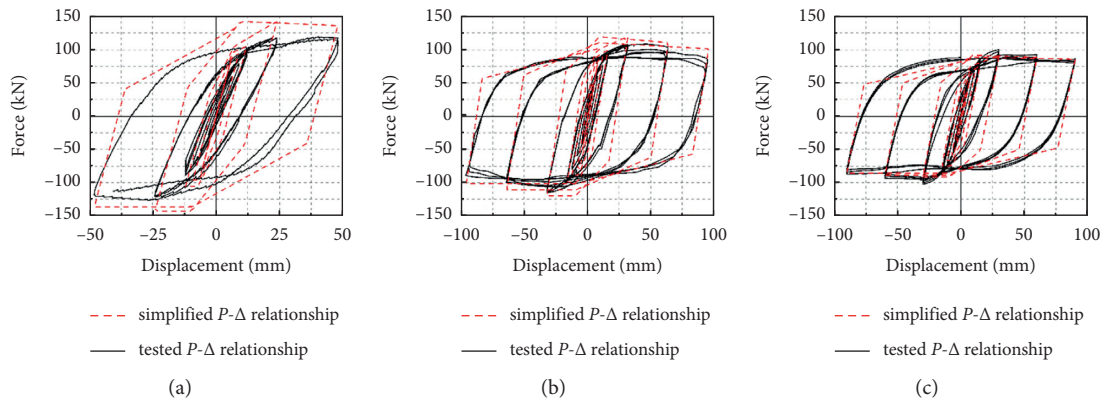 150
100
50
0
–50
–100
–150
Force (kN)
–50 –25 0 25 50
Displacement (mm)
simplified P-Δ relationship
tested P-Δ relationship
(a)
150
100
50
0
–50
–100
–150
Force (kN)
–100 –50 0 50 100
Displacement (mm)
simplified P-Δ relationship
tested P-Δ relationship
(b)
150
100
50
0
–50
–100
–150
Force (kN)
–100 –50 0 50 100
Displacement (mm)
simplified P-Δ relationship
tested P-Δ relationship
(c)